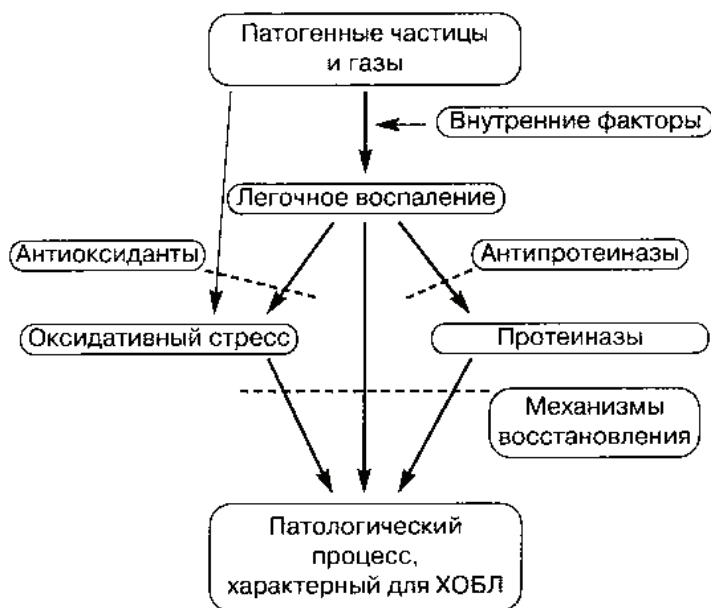 Патогенные частицы
и газы
Внутренние факторы
Легочное воспаление
Антиоксиданты
Антипротеиназы
Оксидативный стресс
Протеиназы
Механизмы
восстановления
Патологический
процесс,
характерный для ХОБЛ